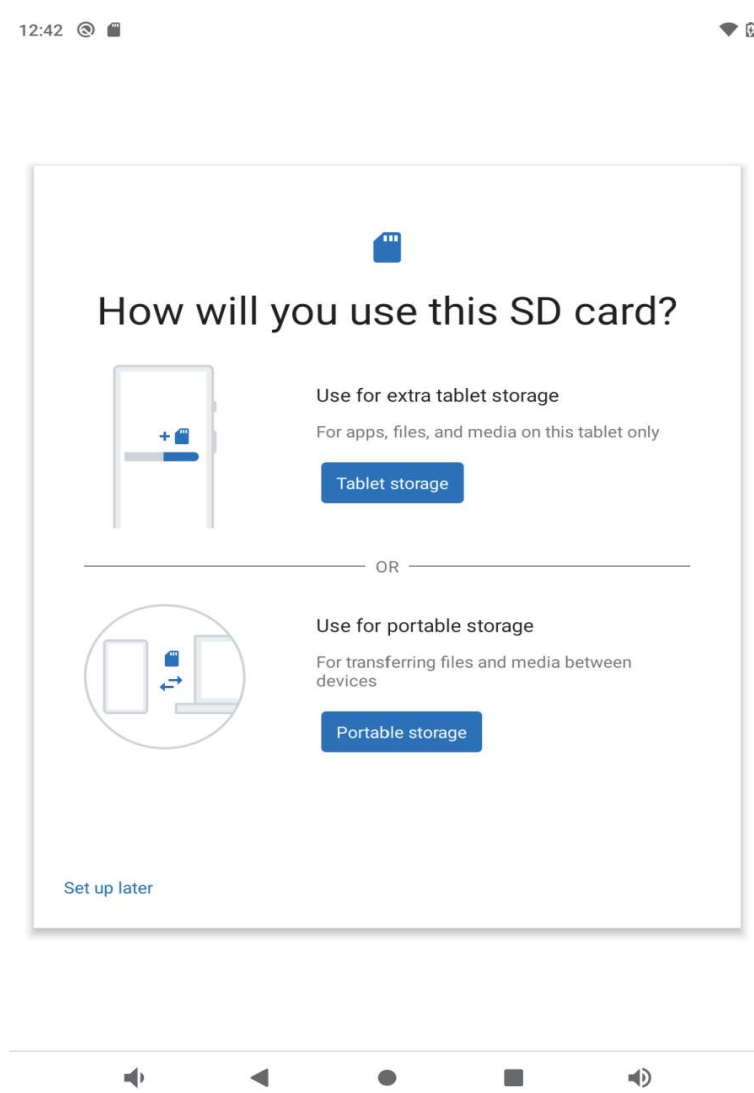 12:42
How will you use this SD card?
Use for extra tablet storage
For apps, files, and media on this tablet only
Tablet storage
OR
Use for portable storage
For transferring files and media between
devices
Portable storage
Set up later